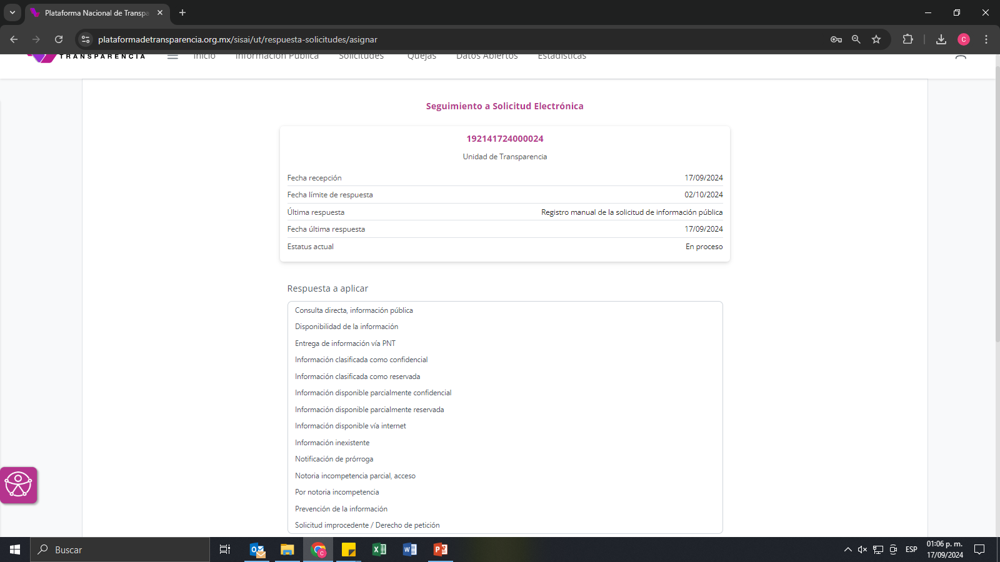 Plataforma Nacional de Transpa
plataformadetransparencia.org.mx/sisai/ut/respuesta-solicitudes/asignar
C
TRANSPARENCIA
Inicio
Información Pública
Solicitudes
Quejas
Datos Abiertos
Estadísticas
Seguimiento a Solicitud Electrónica
192141724000024
Unidad de Transparencia
Fecha recepción 17/09/2024
Fecha límite de respuesta 02/10/2024
Última respuesta Registro manual de la solicitud de información pública
Fecha última respuesta 17/09/2024
Estatus actual En proceso
Respuesta a aplicar
Consulta directa, información pública
Disponibilidad de la información
Entrega de información vía PNT
Información clasificada como confidencial
Información clasificada como reservada
Información disponible parcialmente confidencial
Información disponible parcialmente reservada
Información disponible vía internet
Información inexistente
Notificación de prórroga
Notoria incompetencia parcial, acceso
Por notoria incompetencia
Prevención de la información
Solicitud improcedente / Derecho de petición
Buscar
ESP
01:06 p. m.
17/09/2024